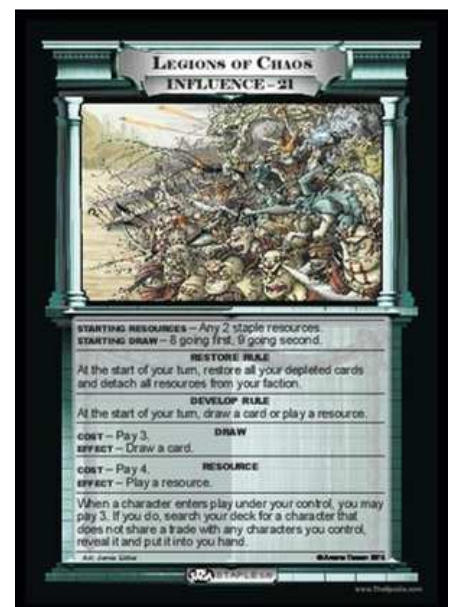 LEGIONS OF CHAOS
INFLUENCE – 21
STARTING RESOURCES – Any 2 staple resources.
STARTING DRAW – 8 going first, 9 going second.
RESTORE RULE
At the start of your turn, restore all your depleted cards
and detach all resources from your faction.
DEVELOP RULE
At the start of your turn, draw a card or play a resource.
DRAW
COST – Pay 3.
EFFECT – Draw a card.
RESOURCE
COST – Pay 4.
EFFECT – Play a resource.
When a character enters play under your control, you may
pay 3. If you do, search your deck for a character that
does not share a trade with any characters you control,
reveal it and put it into you hand.
Art:
STAPLES